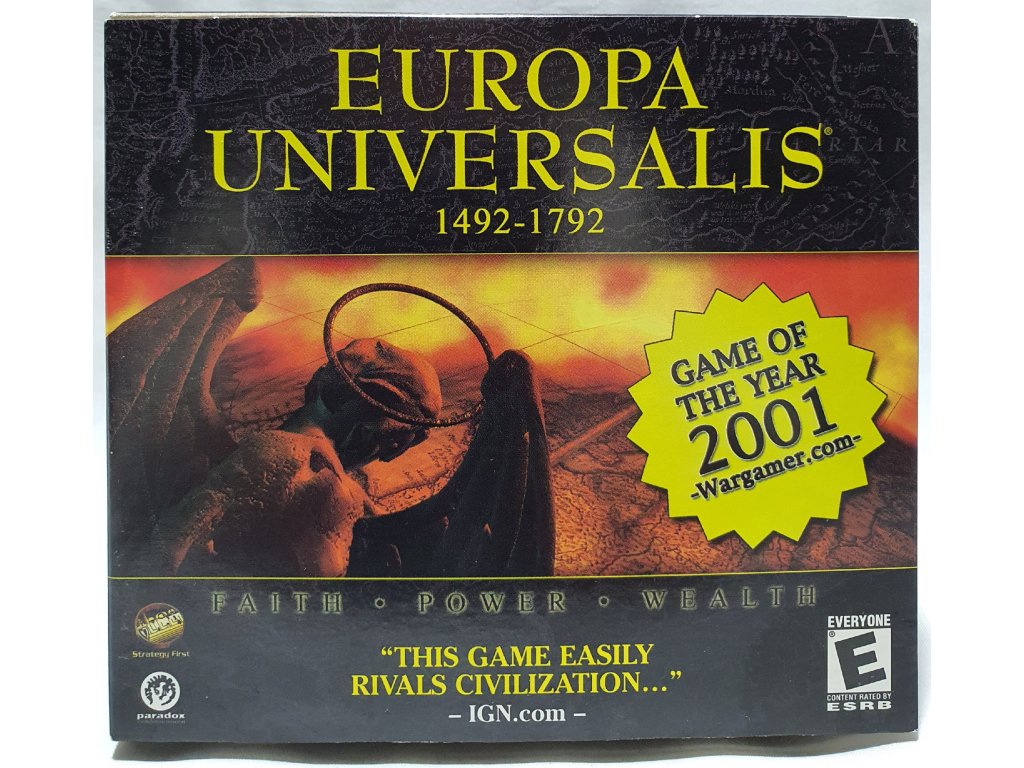 EUROPA
UNIVERSALIS®
1492-1792
GAME OF
THE YEAR
2001
-Wargamer.com-
FAITH • POWER • WEALTH
Strategy First
paradox
“THIS GAME EASILY
RIVALS CIVILIZATION...”
– IGN.com –
EVERYONE
E
CONTENT RATED BY
ESRB